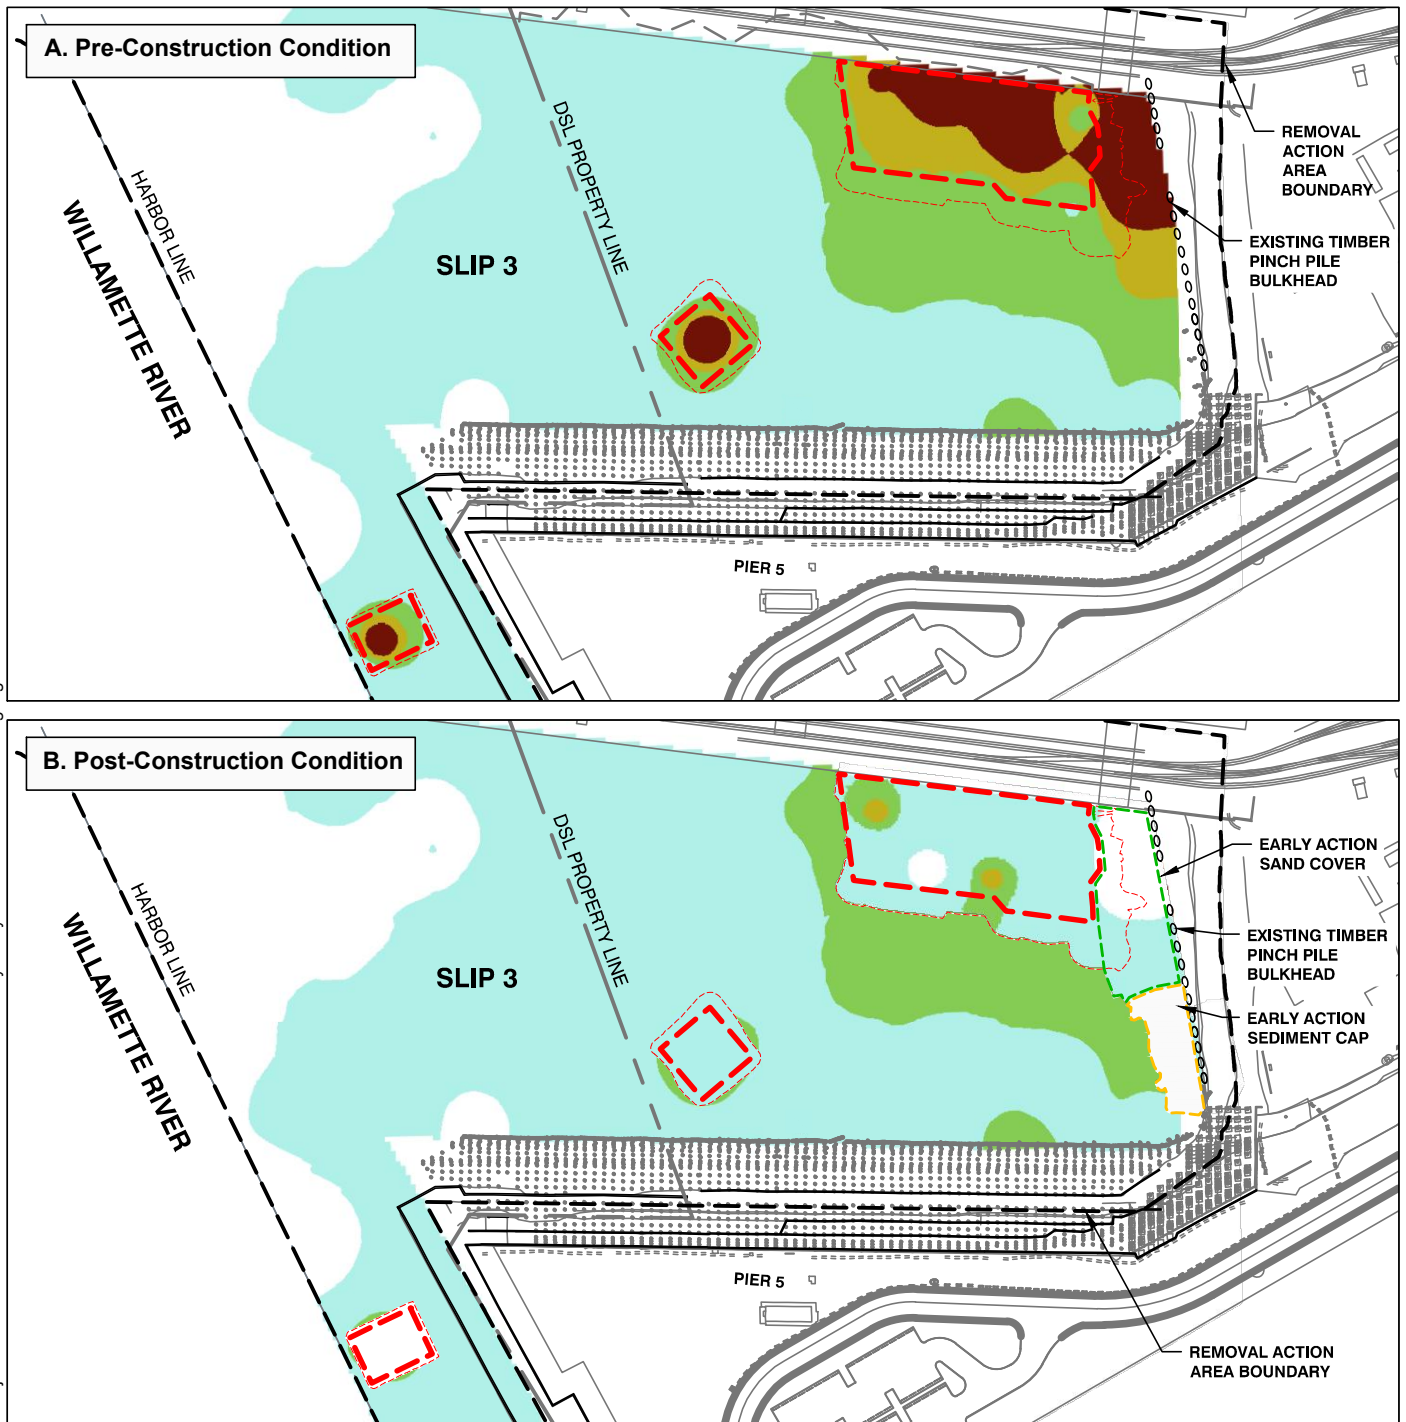 A. Pre-Construction Condition
HARBOR LINE
WILLAMETTE RIVER
DSL PROPERTY LINE
SLIP 3
REMOVAL
ACTION
AREA
BOUNDARY
EXISTING TIMBER
PINCH PILE
BULKHEAD
PIER 5
B. Post-Construction Condition
HARBOR LINE
WILLAMETTE RIVER
DSL PROPERTY LINE
SLIP 3
EARLY ACTION
SAND COVER
EXISTING TIMBER
PINCH PILE
BULKHEAD
EARLY ACTION
SEDIMENT CAP
PIER 5
REMOVAL ACTION
AREA BOUNDARY